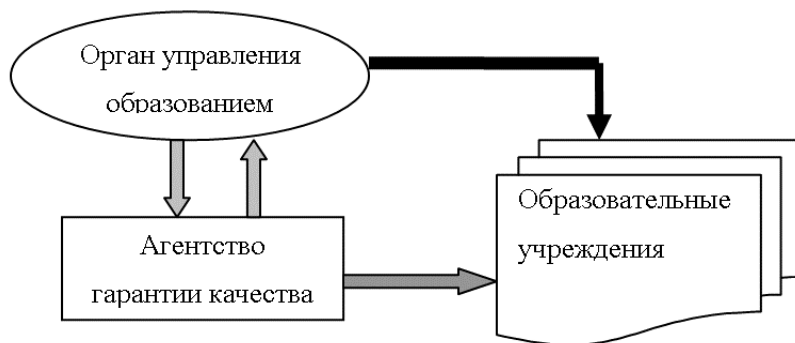 Орган управления
образованием
Агентство
гарантии качества
Образовательные
учреждения